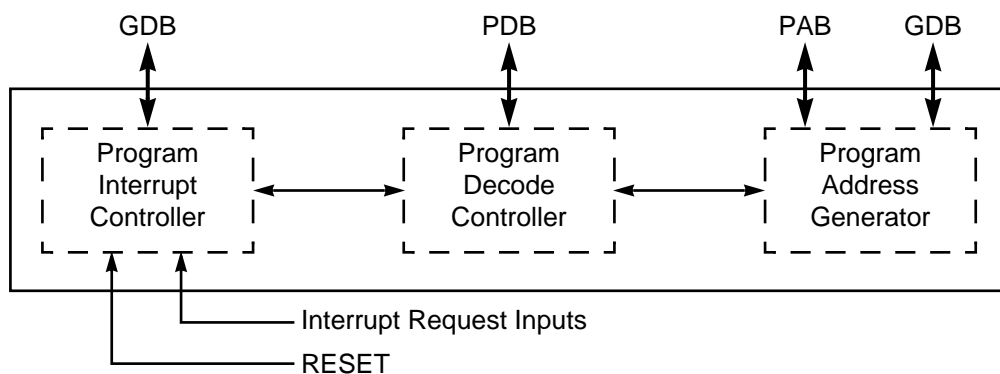 GDB
PDB
PAB
GDB
Program
Interrupt
Controller
Program
Decode
Controller
Program
Address
Generator
Interrupt Request Inputs
RESET